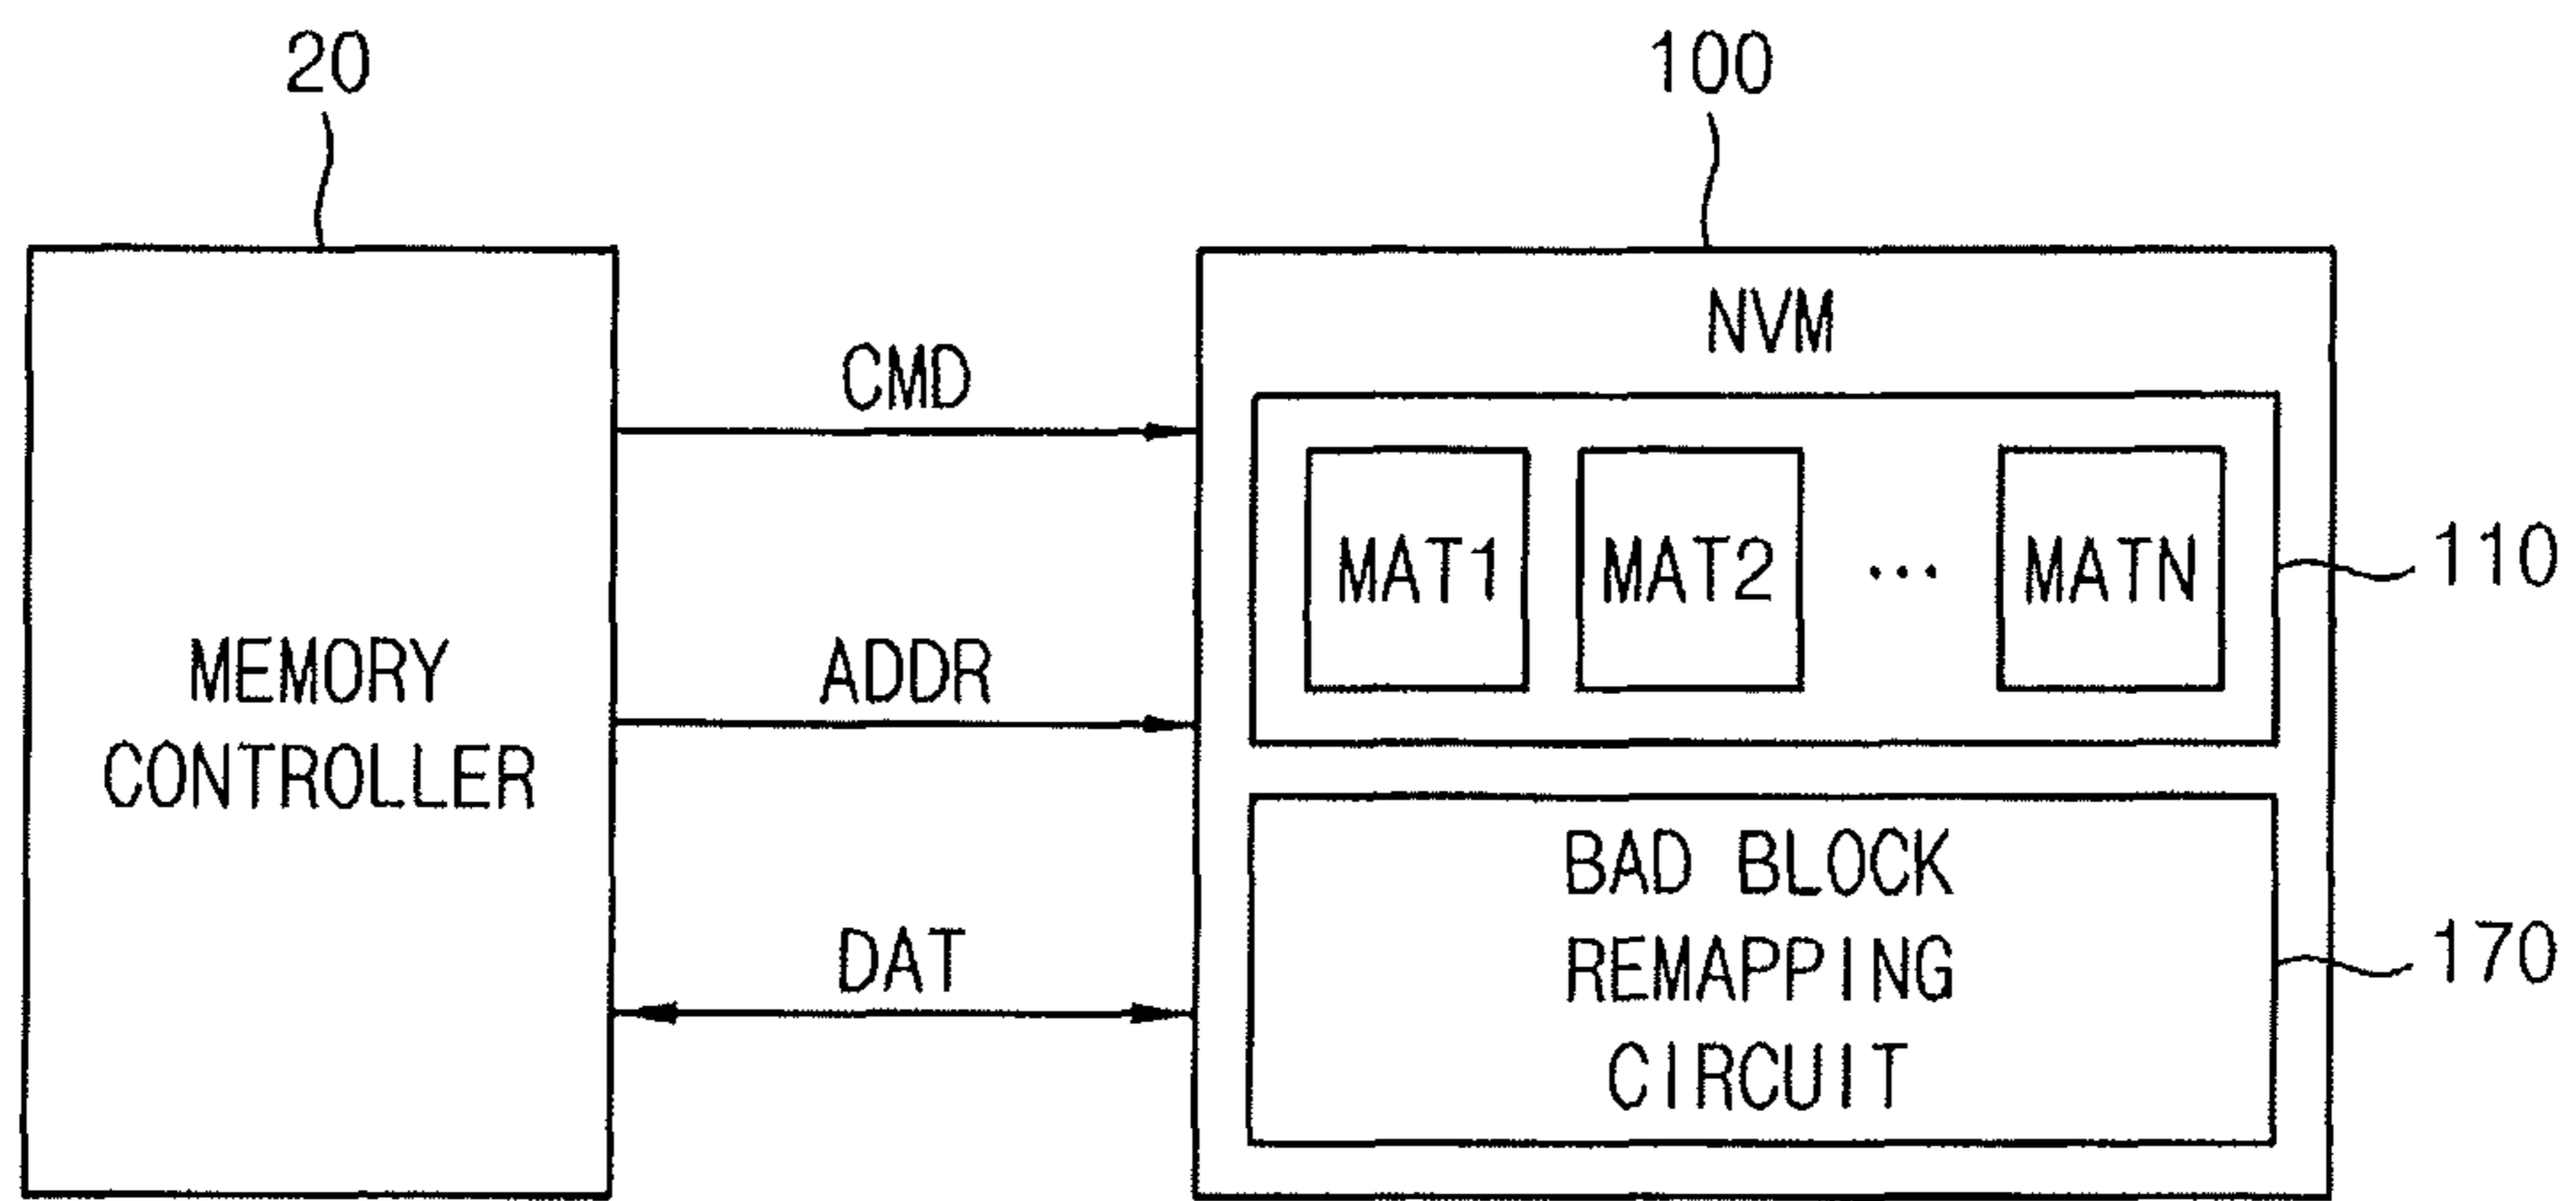 20
100
NVM
CMD
MAT1 MAT2 ... MATN
110
MEMORY
CONTROLLER
ADDR
BAD BLOCK
REMAPPING
CIRCUIT
170
DAT